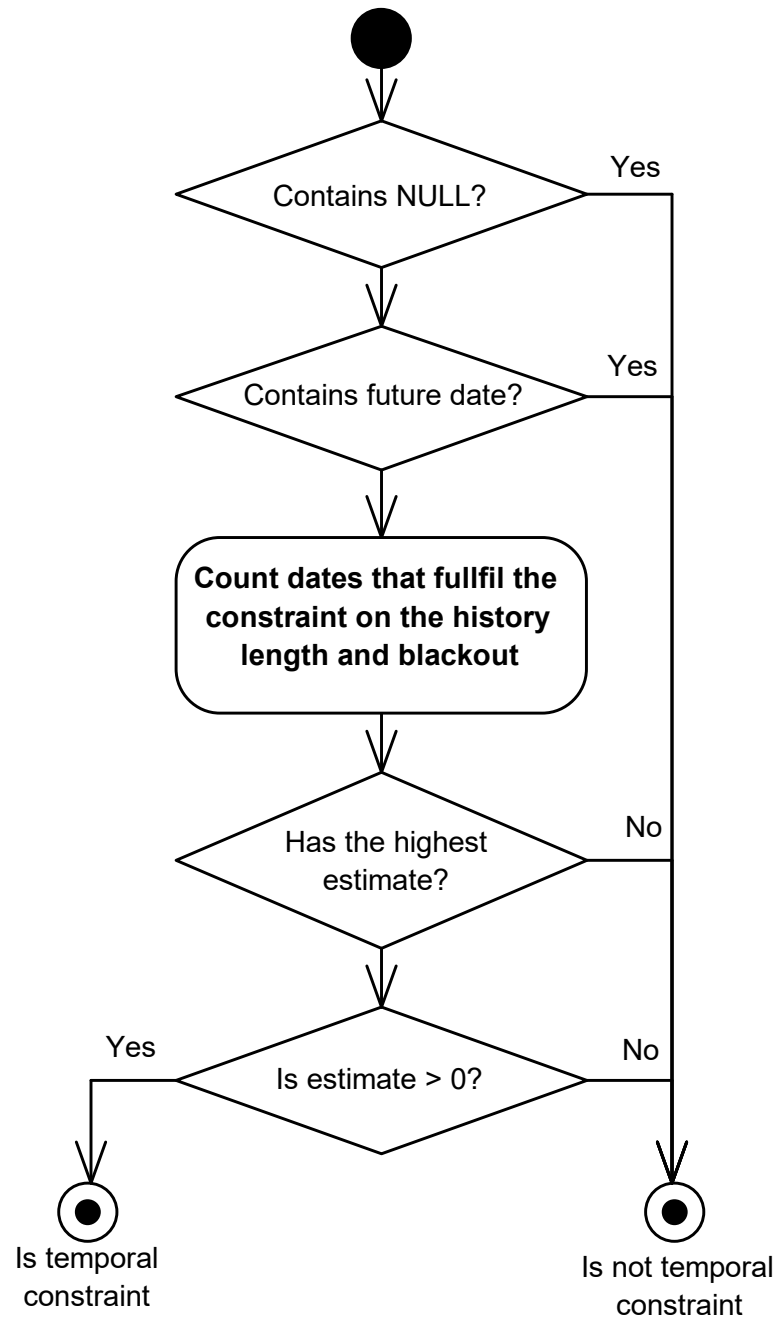 Yes
Contains NULL?
Yes
Contains future date?
Count dates that fullfil the
constraint on the history
length and blackout
No
Has the highest
estimate?
Yes
No
Is estimate > 0?
Is temporal
constraint
Is not temporal
constraint